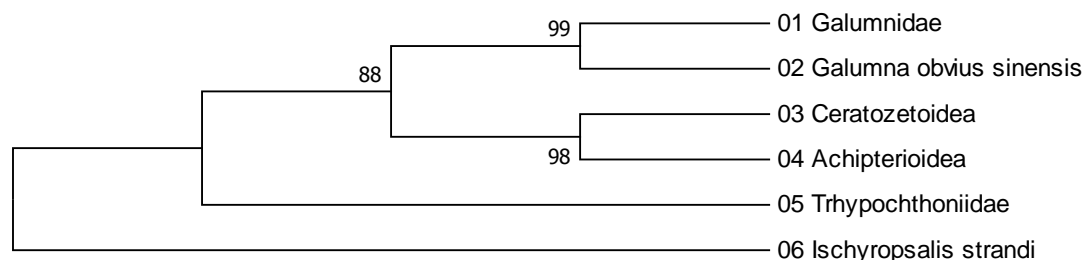 99
01 Galumnidae
02 Galumna obvius sinensis
88
03 Ceratozetoidea
98
04 Achipterioidea
05 Trhypochthoniidae
06 Ischyropsalis strandi